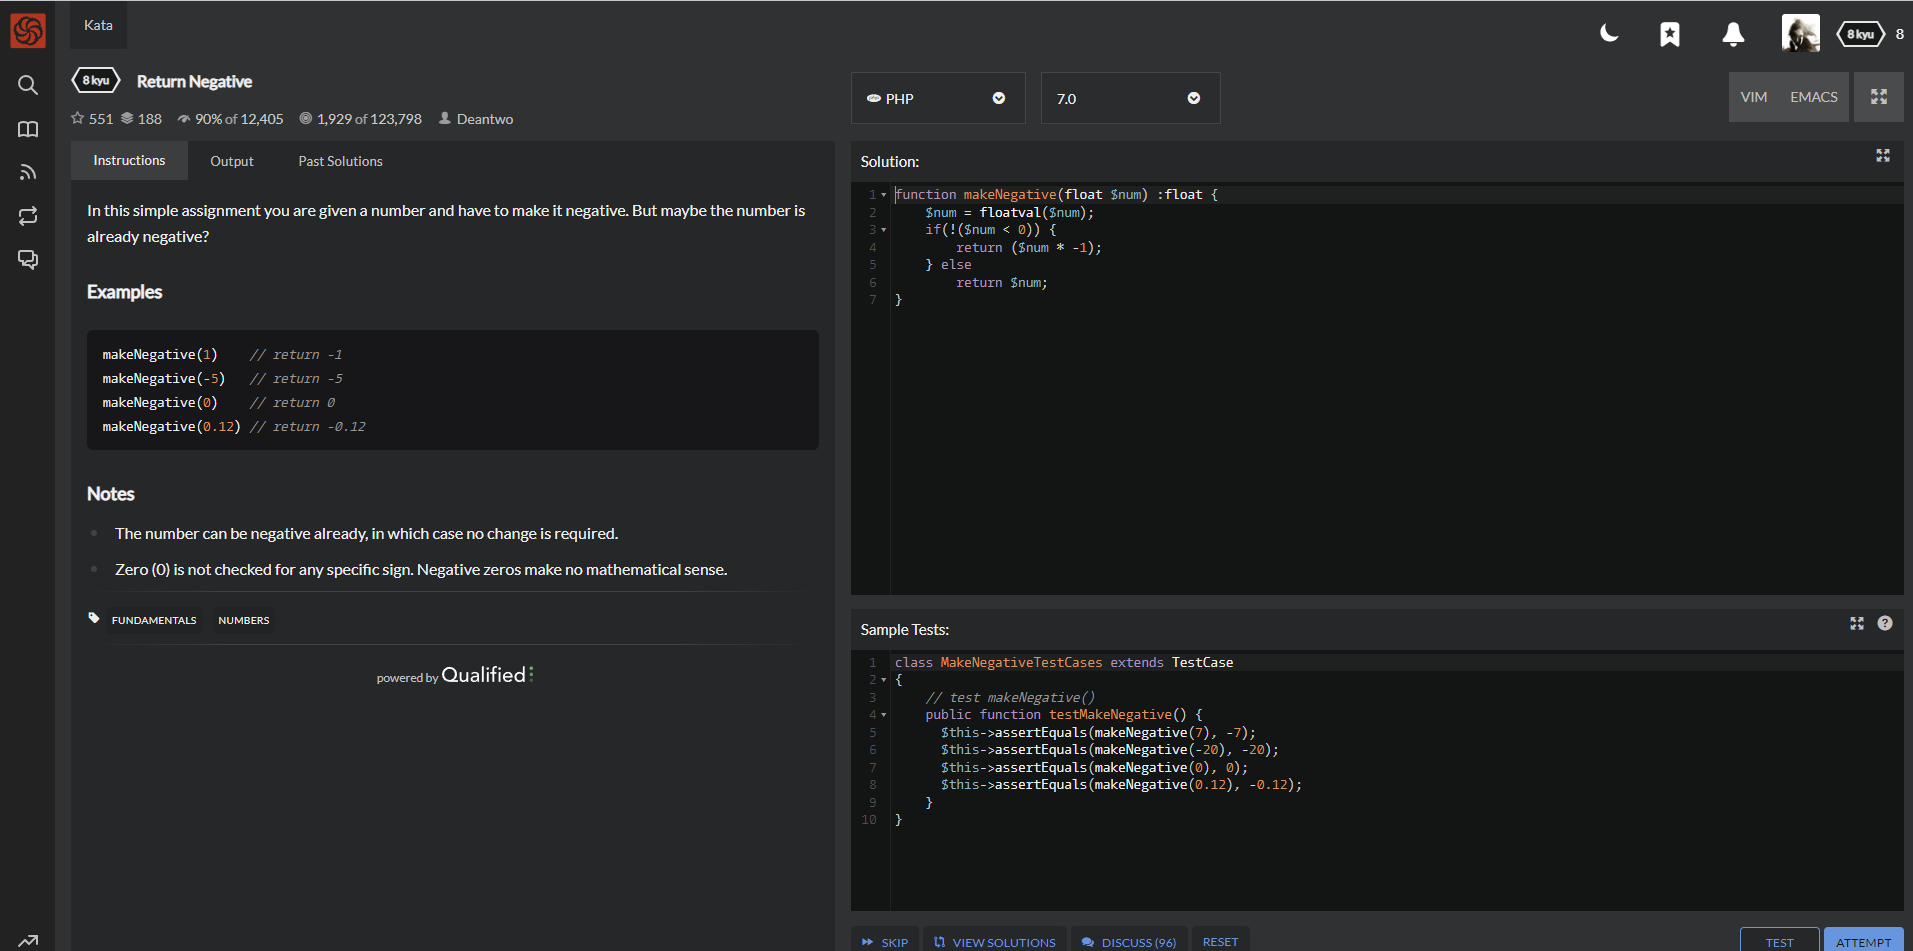 Kata
8 kyu 8
8 kyu Return Negative
551 188 90% of 12,405 1,929 of 123,798 Deantwo
PHP
7.0
VIM EMACS
Instructions Output Past Solutions
In this simple assignment you are given a number and have to make it negative. But maybe the number is
already negative?
Examples
makeNegative(1) // return -1
makeNegative(-5) // return -5
makeNegative(0) // return 0
makeNegative(0.12) // return -0.12
Notes
The number can be negative already, in which case no change is required.
Zero (0) is not checked for any specific sign. Negative zeros make no mathematical sense.
FUNDAMENTALS NUMBERS
powered by Qualified
Solution:
1 function makeNegative(float $num) :float {
2 $num = floatval($num);
3 if(!($num < 0)) {
4 return ($num * -1);
5 } else
6 return $num;
7 }
Sample Tests:
1 class MakeNegativeTestCases extends TestCase
2 {
3 // test makeNegative()
4 public function testMakeNegative() {
5 $this->assertEquals(makeNegative(7), -7);
6 $this->assertEquals(makeNegative(-20), -20);
7 $this->assertEquals(makeNegative(0), 0);
8 $this->assertEquals(makeNegative(0.12), -0.12);
9 }
10 }
SKIP VIEW SOLUTIONS DISCUSS (96) RESET TEST ATTEMPT